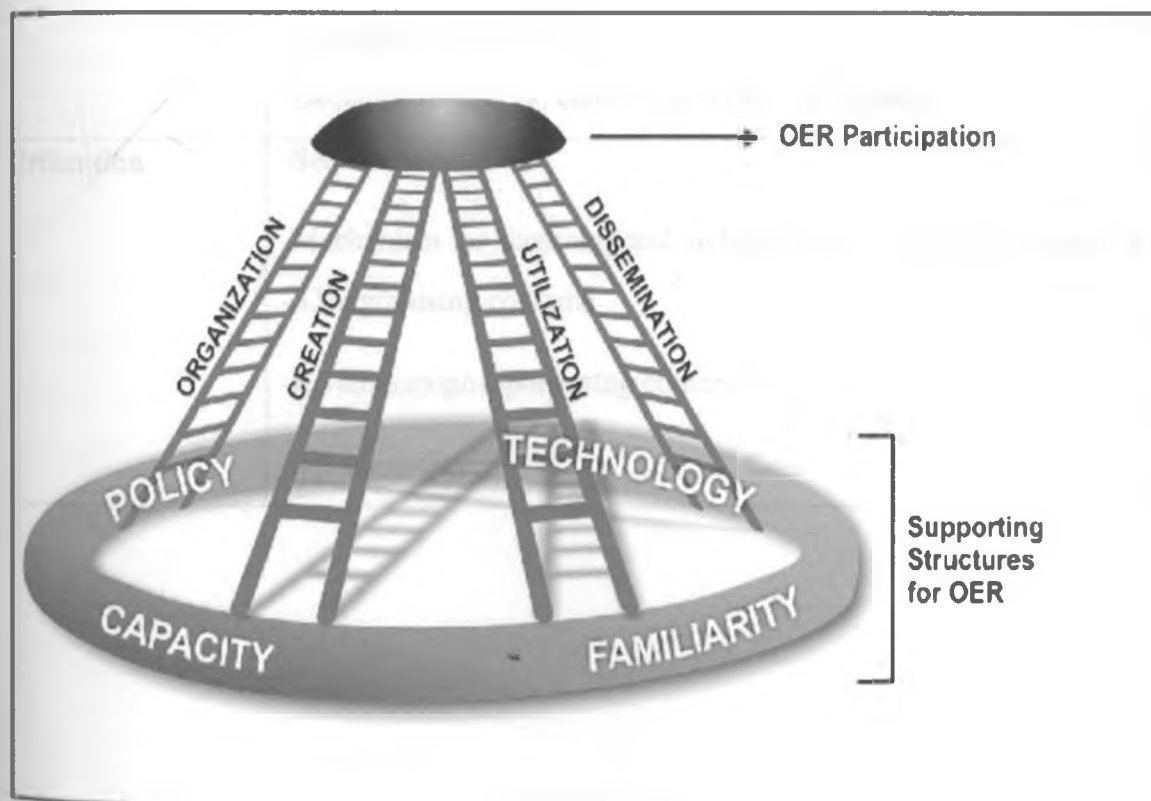 OER Participation
ORGANIZATION
CREATION
UTILIZATION
DISSEMINATION
POLICY
TECHNOLOGY
CAPACITY
FAMILIARITY
Supporting
Structures
for OER